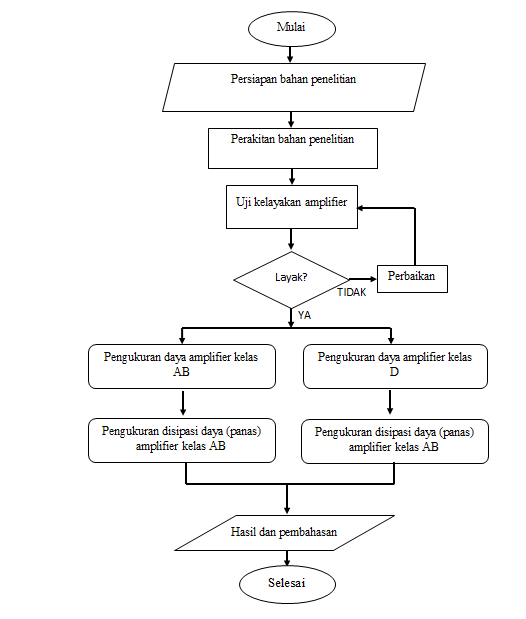 Mulai
Persiapan bahan penelitian
Perakitan bahan penelitian
Uji kelayakan amplifier
Layak?
Perbaikan
TIDAK
YA
Pengukuran daya amplifier kelas
AB
Pengukuran daya amplifier kelas
D
Pengukuran disipasi daya (panas)
amplifier kelas AB
Pengukuran disipasi daya (panas)
amplifier kelas AB
Hasil dan pembahasan
Selesai